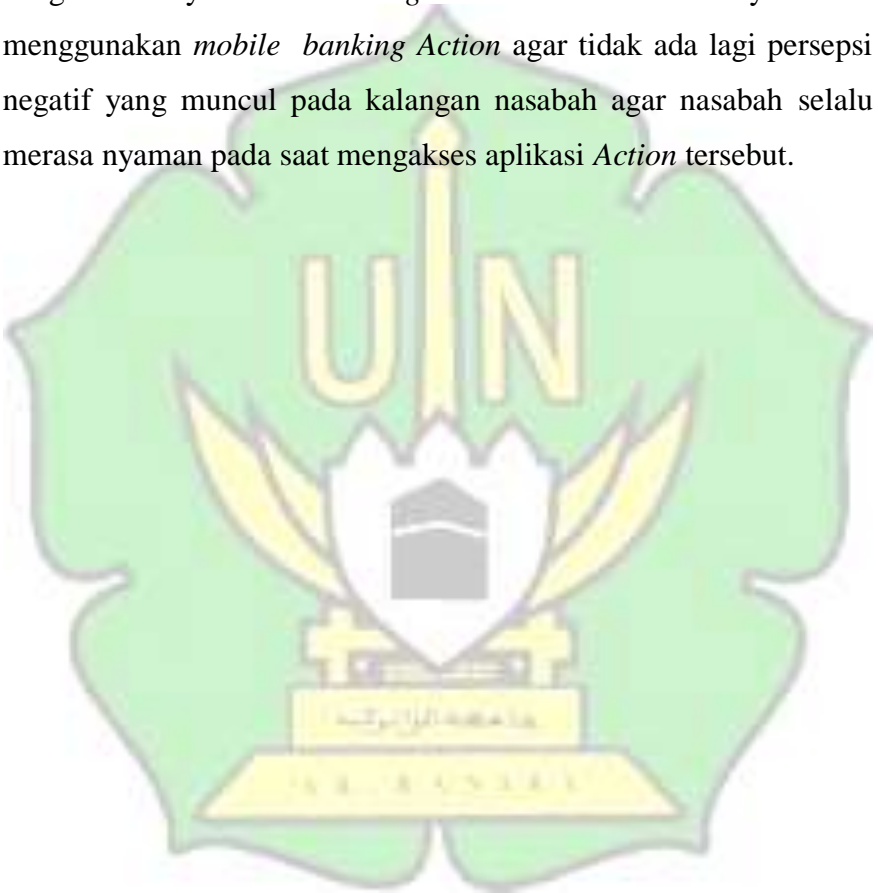 menggunakan mobile banking Action agar tidak ada lagi persepsi
negatif yang muncul pada kalangan nasabah agar nasabah selalu
merasa nyaman pada saat mengakses aplikasi Action tersebut.
UIN